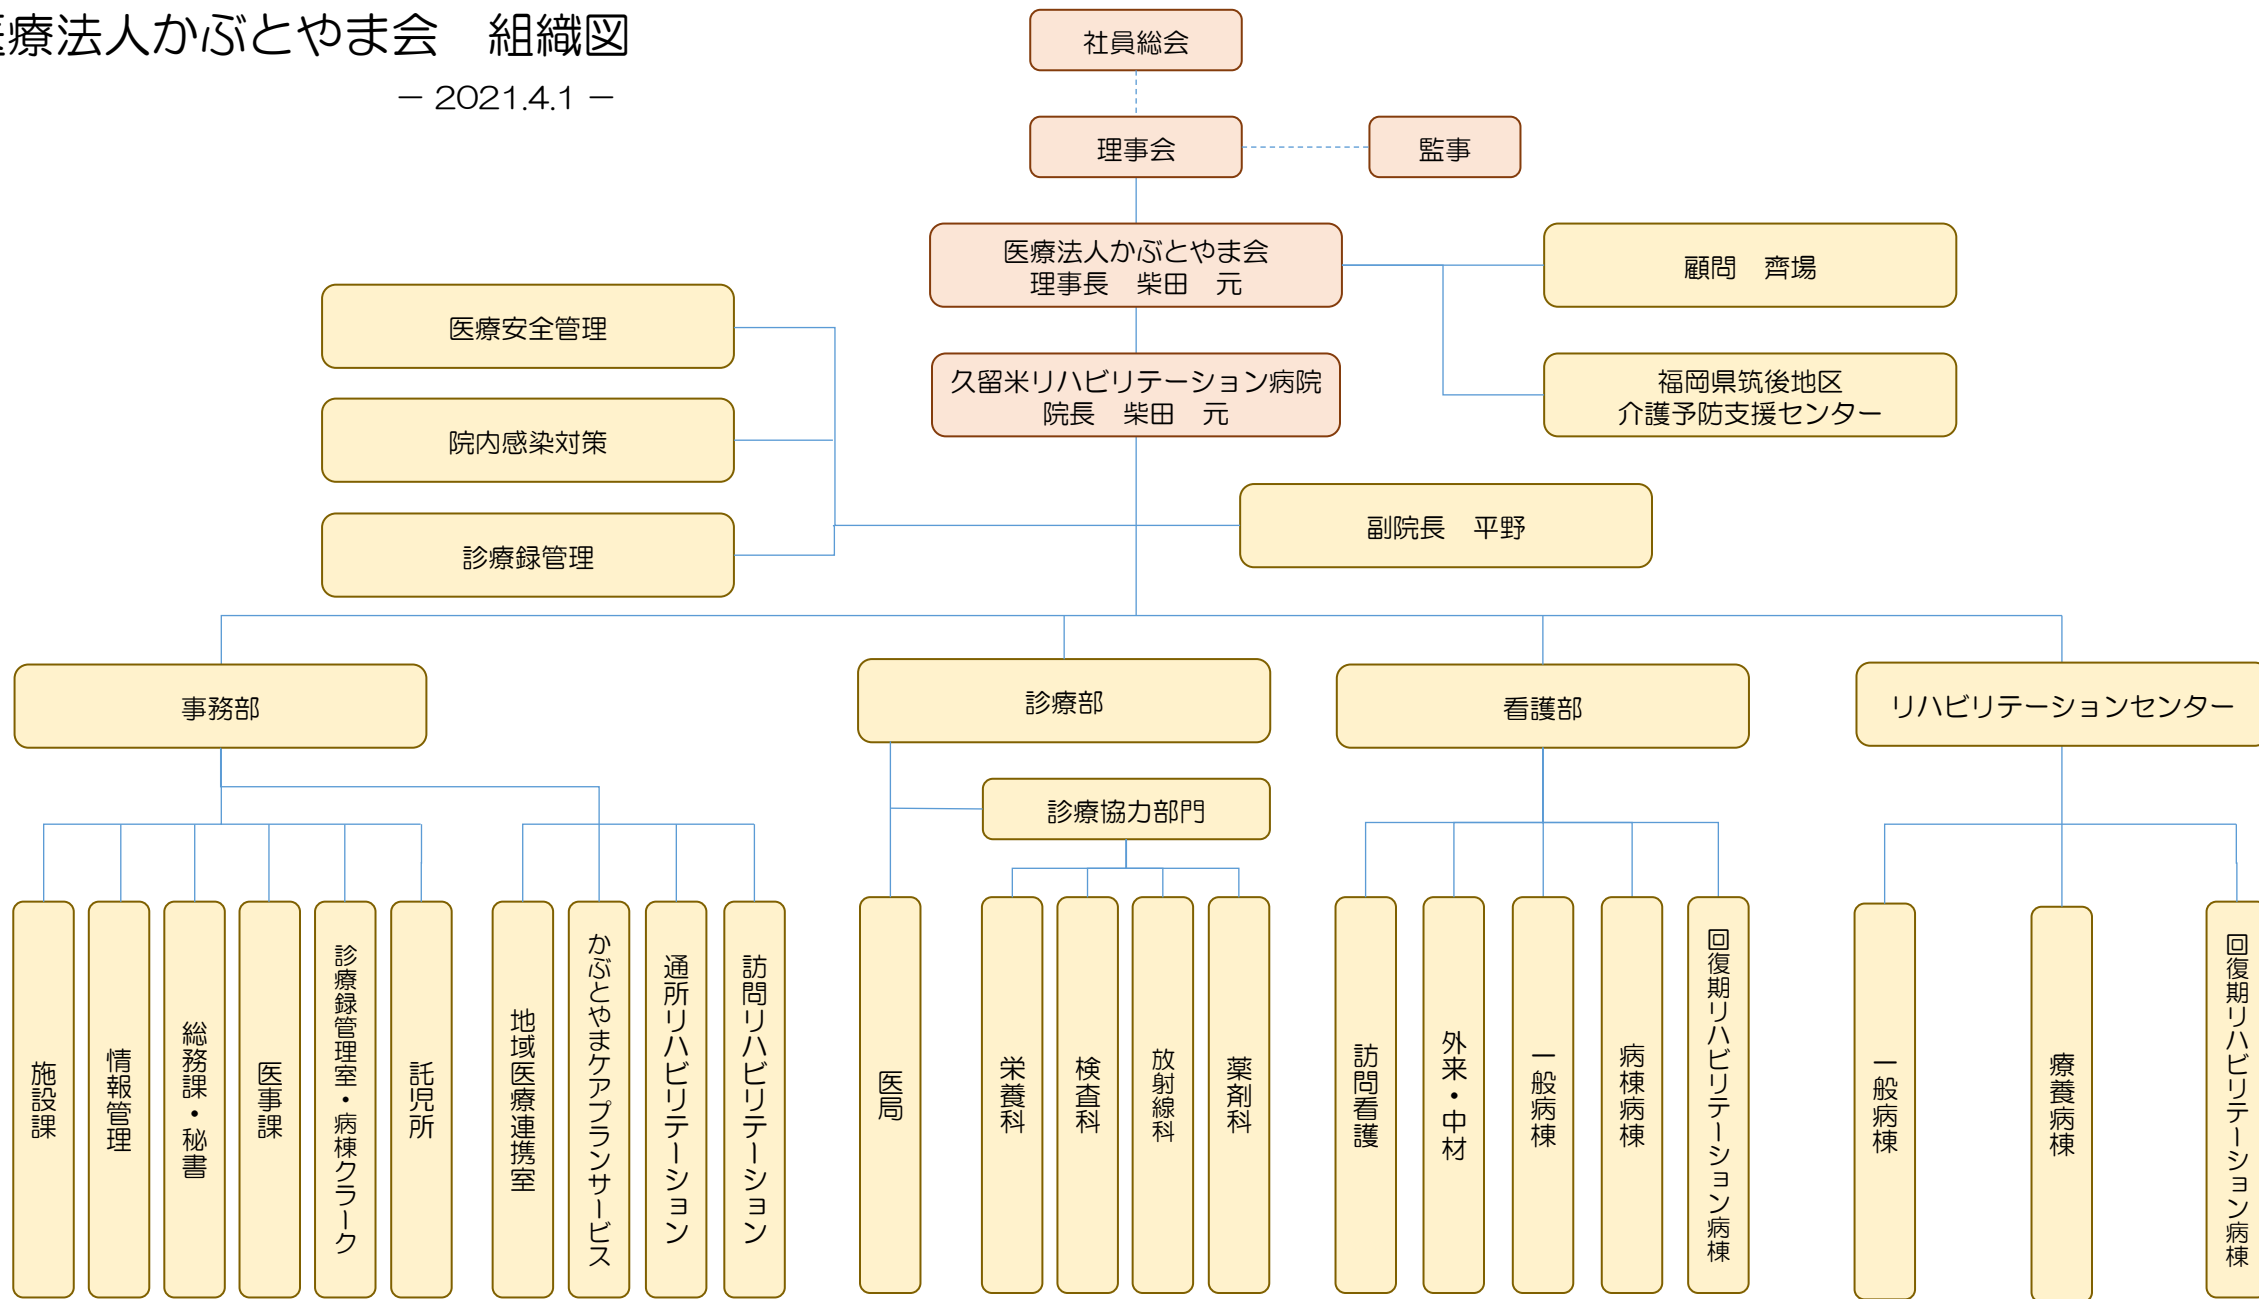 療法人かぶとやま会　組織図
－ 2021.4.1 －
社員総会
理事会
監事
医療法人かぶとやま会
理事長　柴田　元
顧問　齊場
医療安全管理
久留米リハビリテーション病院
院長　柴田　元
福岡県筑後地区
介護予防支援センター
院内感染対策
副院長　平野
診療録管理
事務部
診療部
看護部
リハビリテーションセンター
診療協力部門
施設課
情報管理
総務課・秘書
医事課
診療録管理室・病棟クラーク
託児所
地域医療連携室
かぶとやまケアプランサービス
通所リハビリテーション
訪問リハビリテーション
医局
栄養科
検査科
放射線科
薬剤科
訪問看護
外来・中材
一般病棟
病棟病棟
回復期リハビリテーション病棟
一般病棟
療養病棟
回復期リハビリテーション病棟